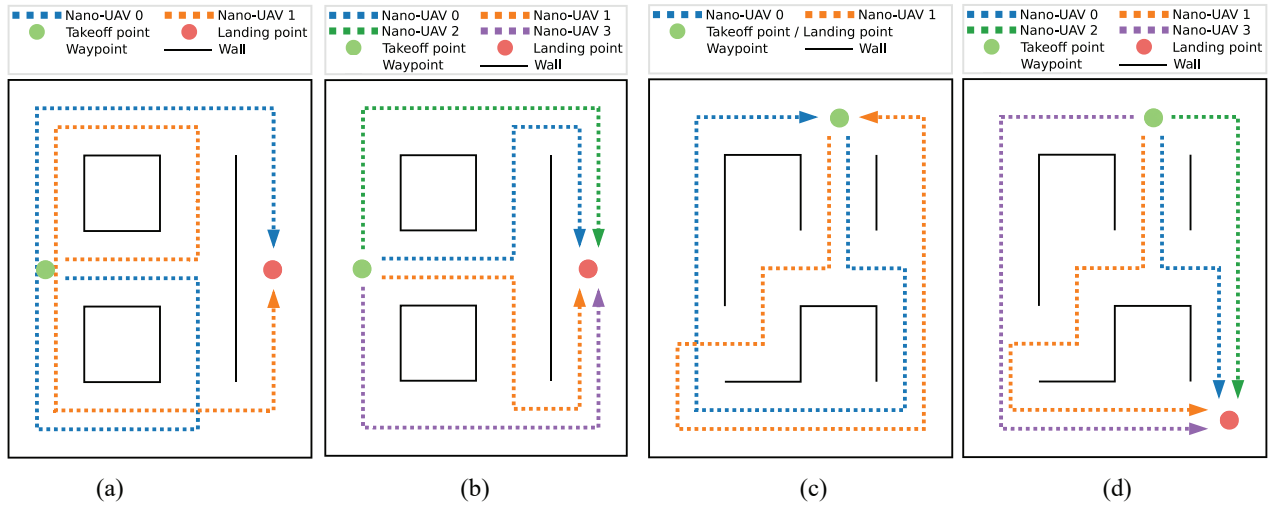 Nano-UAV 0 Nano-UAV 1
Takeoff point Landing point
Waypoint Wall
Nano-UAV 0 Nano-UAV 1
Nano-UAV 2 Nano-UAV 3
Takeoff point Landing point
Waypoint Wall
Nano-UAV 0 Nano-UAV 1
Takeoff point / Landing point
Waypoint Wall
Nano-UAV 0 Nano-UAV 1
Nano-UAV 2 Nano-UAV 3
Takeoff point Landing point
Waypoint Wall
(a) (b) (c) (d)